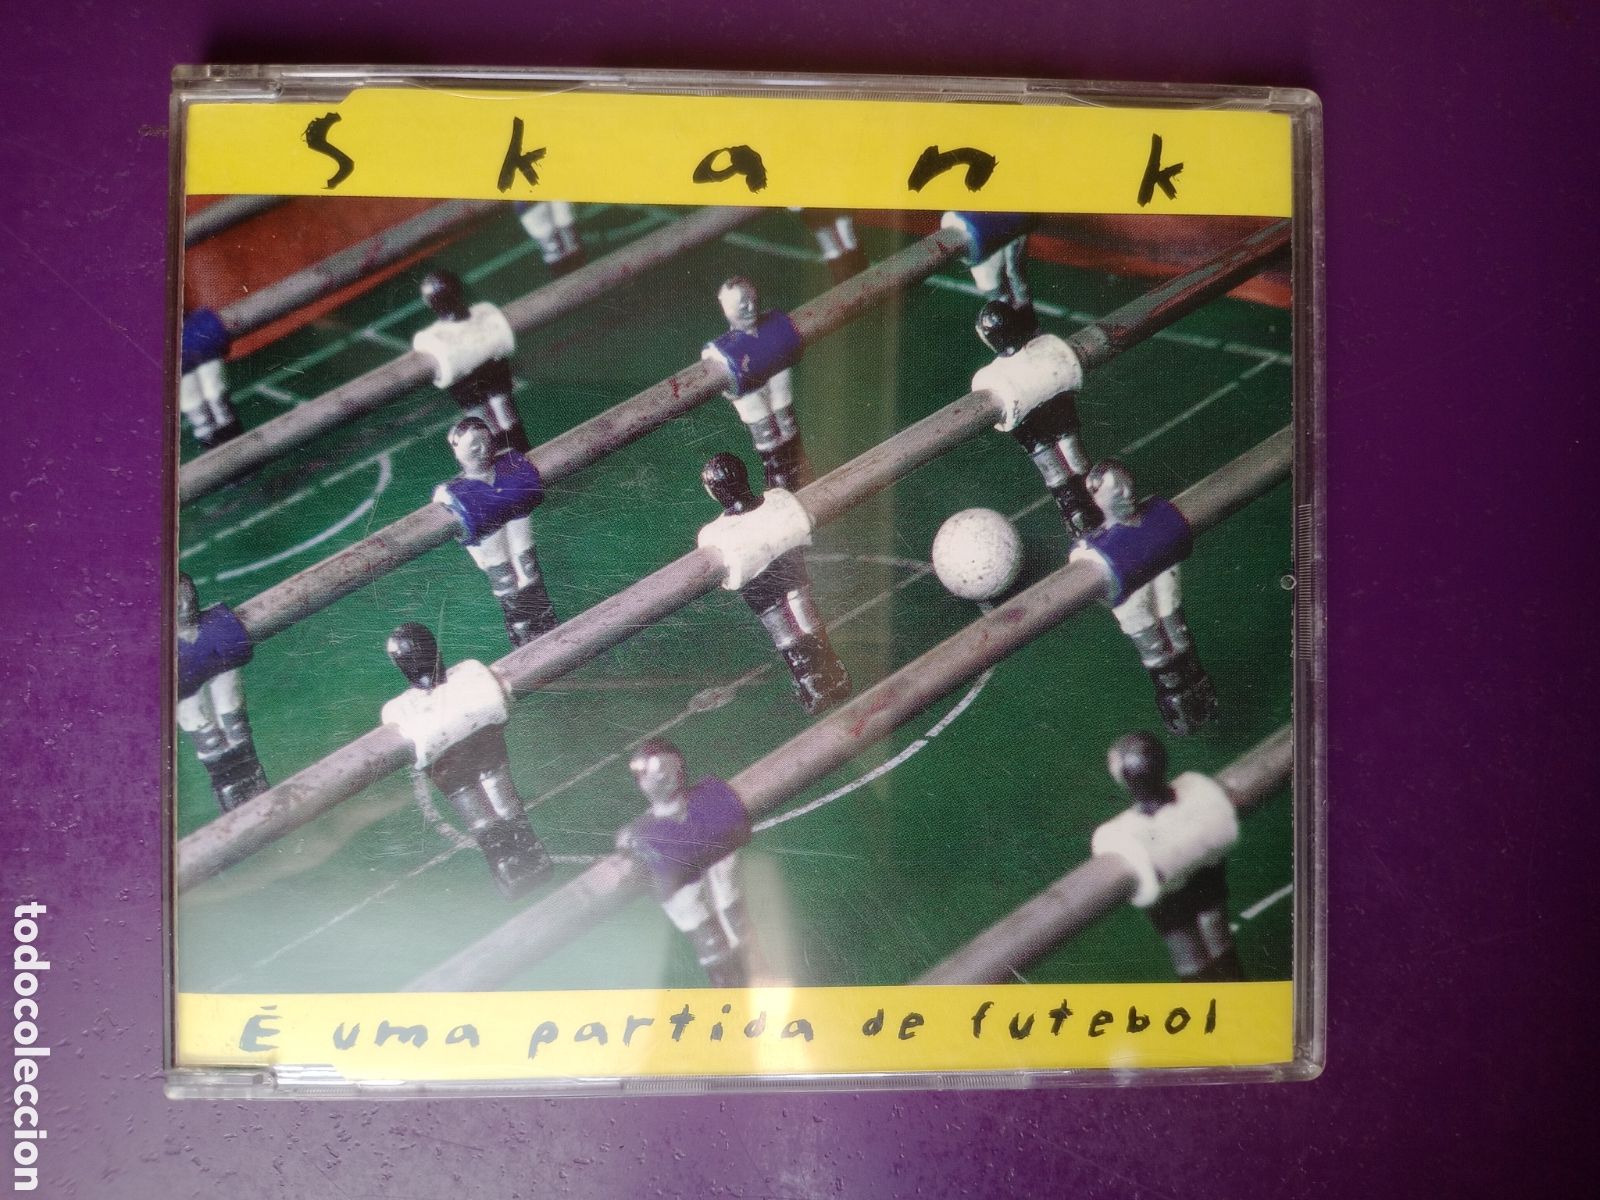 Skank
É uma partida de futebol
todocoleccion